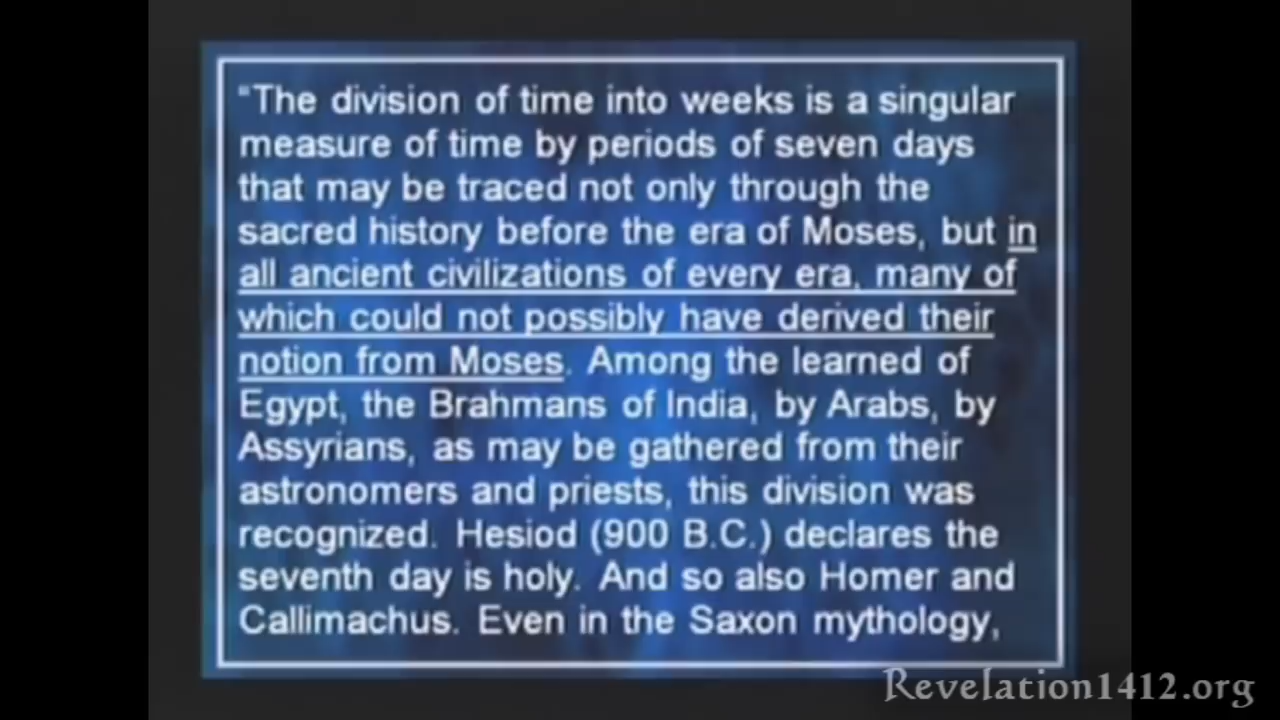 “The division of time into weeks is a singular
measure of time by periods of seven days
that may be traced not only through the
sacred history before the era of Moses, but in
all ancient civilizations of every era, many of
which could not possibly have derived their
notion from Moses. Among the learned of
Egypt, the Brahmans of India, by Arabs, by
Assyrians, as may be gathered from their
astronomers and priests, this division was
recognized. Hesiod (900 B.C.) declares the
seventh day is holy. And so also Homer and
Callimachus. Even in the Saxon mythology,
Revelation1412.org